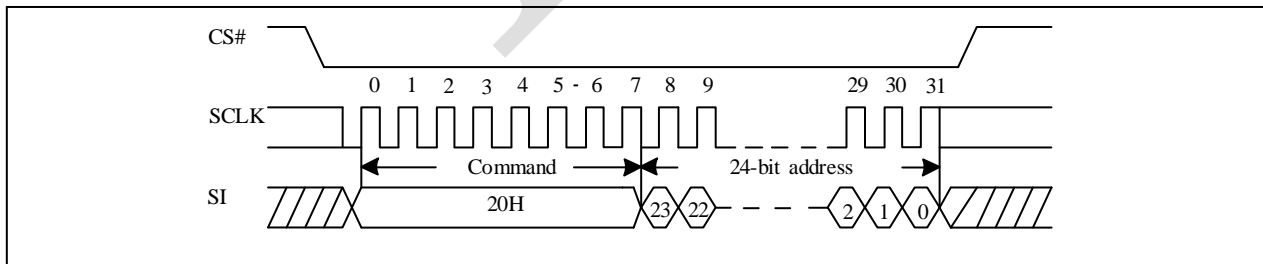 CS#
0 1 2 3 4 5 - 6 7 8 9 29 30 31
SCLK
Command 24-bit address
SI 20H 23 22 2 1 0